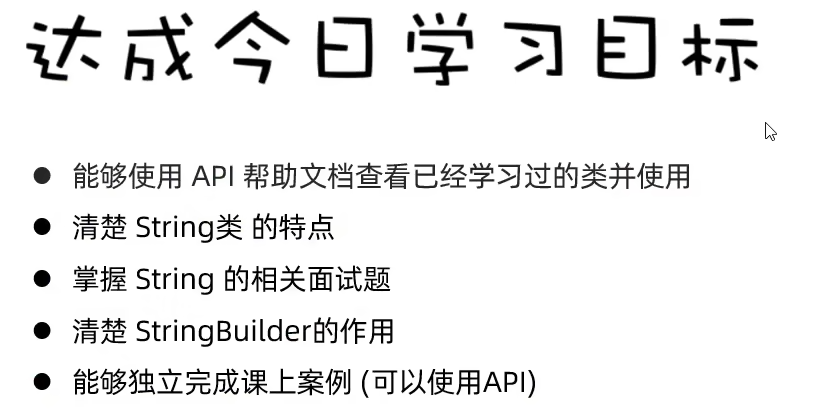 达成今日学习目标
● 能够使用 API 帮助文档查看已经学习过的类并使用
● 清楚 String类 的特点
● 掌握 String 的相关面试题
● 清楚 StringBuilder的作用
● 能够独立完成课上案例 (可以使用API)